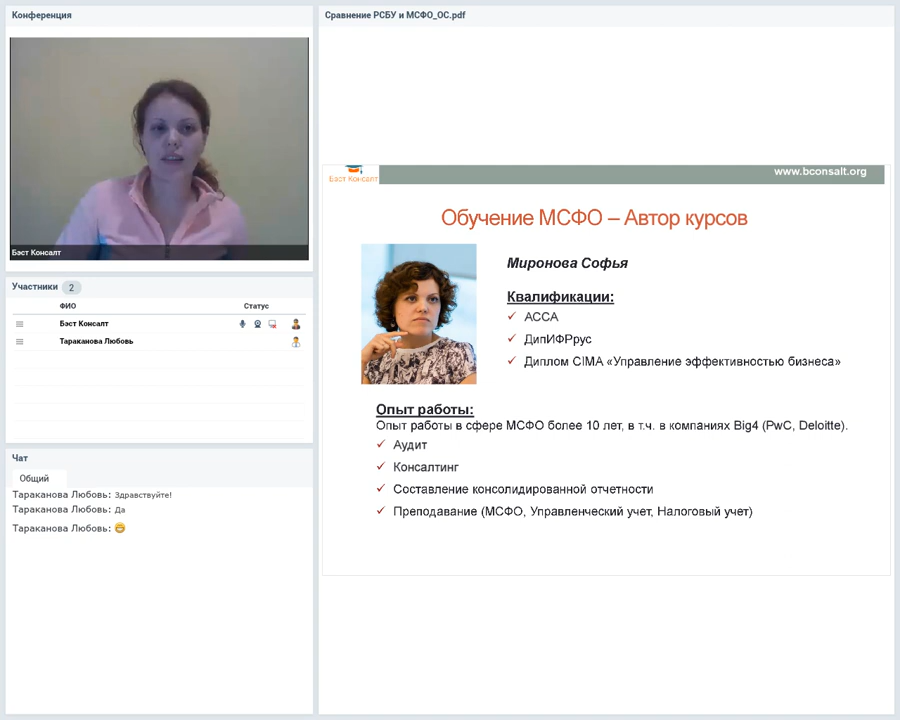 Конференция
Бэст Консалт
Участники 2
ФИО Статус
Бэст Консалт
Тараканова Любовь
Чат
Общий
Тараканова Любовь: Здравствуйте!
Тараканова Любовь: Да
Тараканова Любовь:
Сравнение РСБУ и МСФО_ОС.pdf
Бэст Консалт
www.bconsalt.org
Обучение МСФО – Автор курсов
Миронова Софья
Квалификации:
АССА
ДипИФРрус
Диплом CIMA «Управление эффективностью бизнеса»
Опыт работы:
Опыт работы в сфере МСФО более 10 лет, в т.ч. в компаниях Big4 (PwC, Deloitte).
Аудит
Консалтинг
Составление консолидированной отчетности
Преподавание (МСФО, Управленческий учет, Налоговый учет)